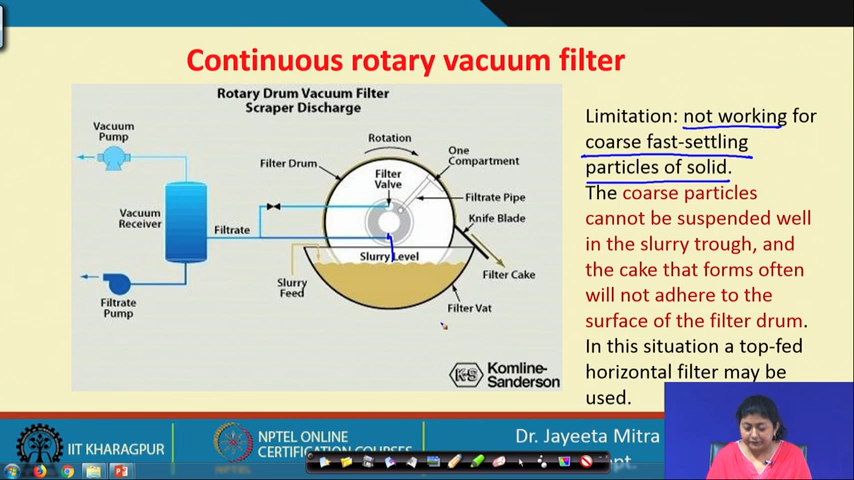 Continuous rotary vacuum filter
Rotary Drum Vacuum Filter
Scraper Discharge
Vacuum
Pump
Rotation
One
Compartment
Filter Drum
Filter
Valve
Filtrate Pipe
Vacuum
Receiver
Knife Blade
Filtrate
Slurry Level
Filter Cake
Slurry
Feed
Filtrate
Pump
Filter Vat
K-S
Komline-
Sanderson
Limitation: not working for
coarse fast-settling
particles of solid.
The coarse particles
cannot be suspended well
in the slurry trough, and
the cake that forms often
will not adhere to the
surface of the filter drum.
In this situation a top-fed
horizontal filter may be
used.
IIT KHARAGPUR
NPTEL
NPTEL ONLINE
CERTIFICATION COURSES
Dr. Jayeeta Mitra